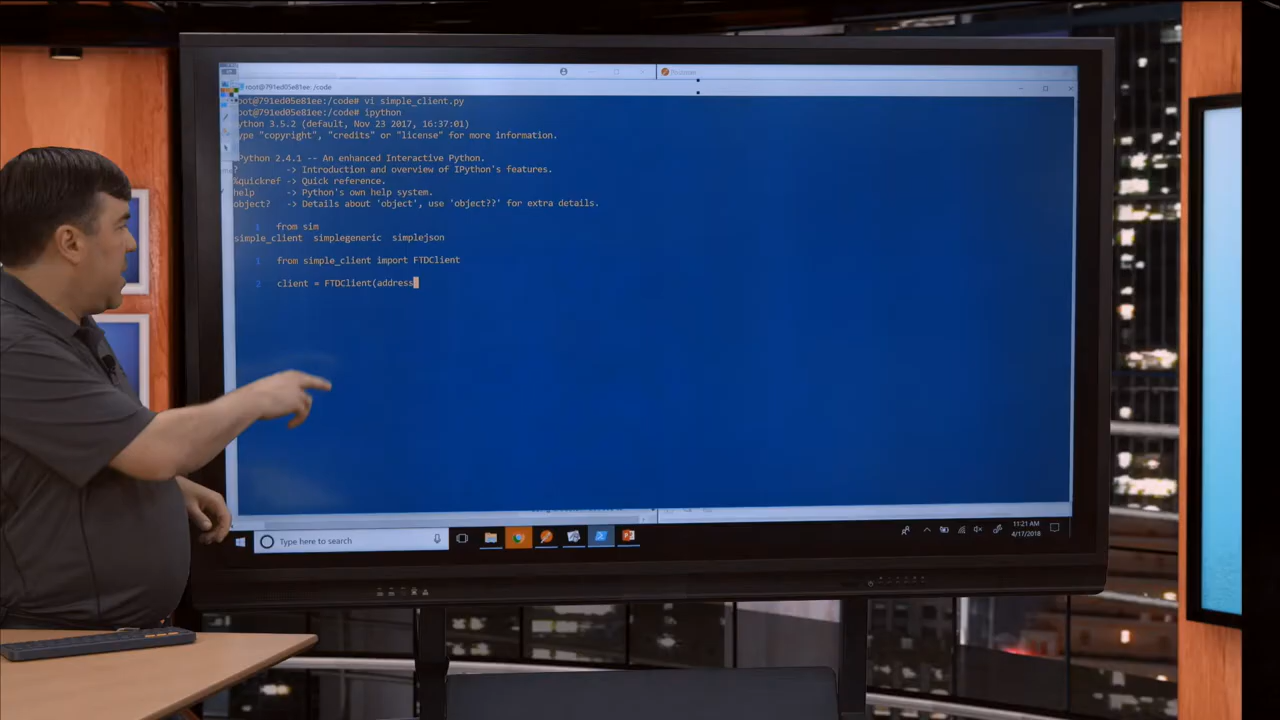 Postman
root@791ed05e81ee: /code
root@791ed05e81ee:/code# vi simple_client.py
root@791ed05e81ee:/code# ipython
ython 3.5.2 (default, Nov 23 2017, 16:37:01)
ype "copyright", "credits" or "license" for more information.
Python 2.4.1 -- An enhanced Interactive Python.
? -> Introduction and overview of IPython's features.
%quickref -> Quick reference.
help -> Python's own help system.
object? -> Details about 'object', use 'object??' for extra details.
1 from sim
simple_client simplegeneric simplejson
1 from simple_client import FTDClient
2 client = FTDClient(address
Type here to search
11:21 AM
4/17/2018